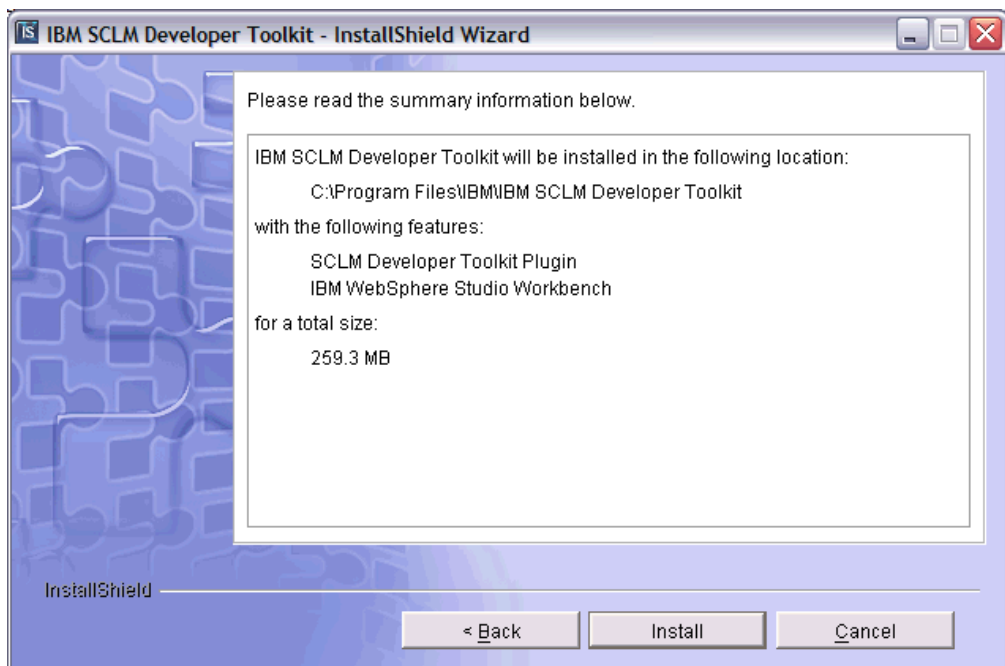 IS IBM SCLM Developer Toolkit - InstallShield Wizard
Please read the summary information below.
IBM SCLM Developer Toolkit will be installed in the following location:
C:\Program Files\IBM\IBM SCLM Developer Toolkit
with the following features:
SCLM Developer Toolkit Plugin
IBM WebSphere Studio Workbench
for a total size:
259.3 MB
InstallShield
< Back
Install
Cancel